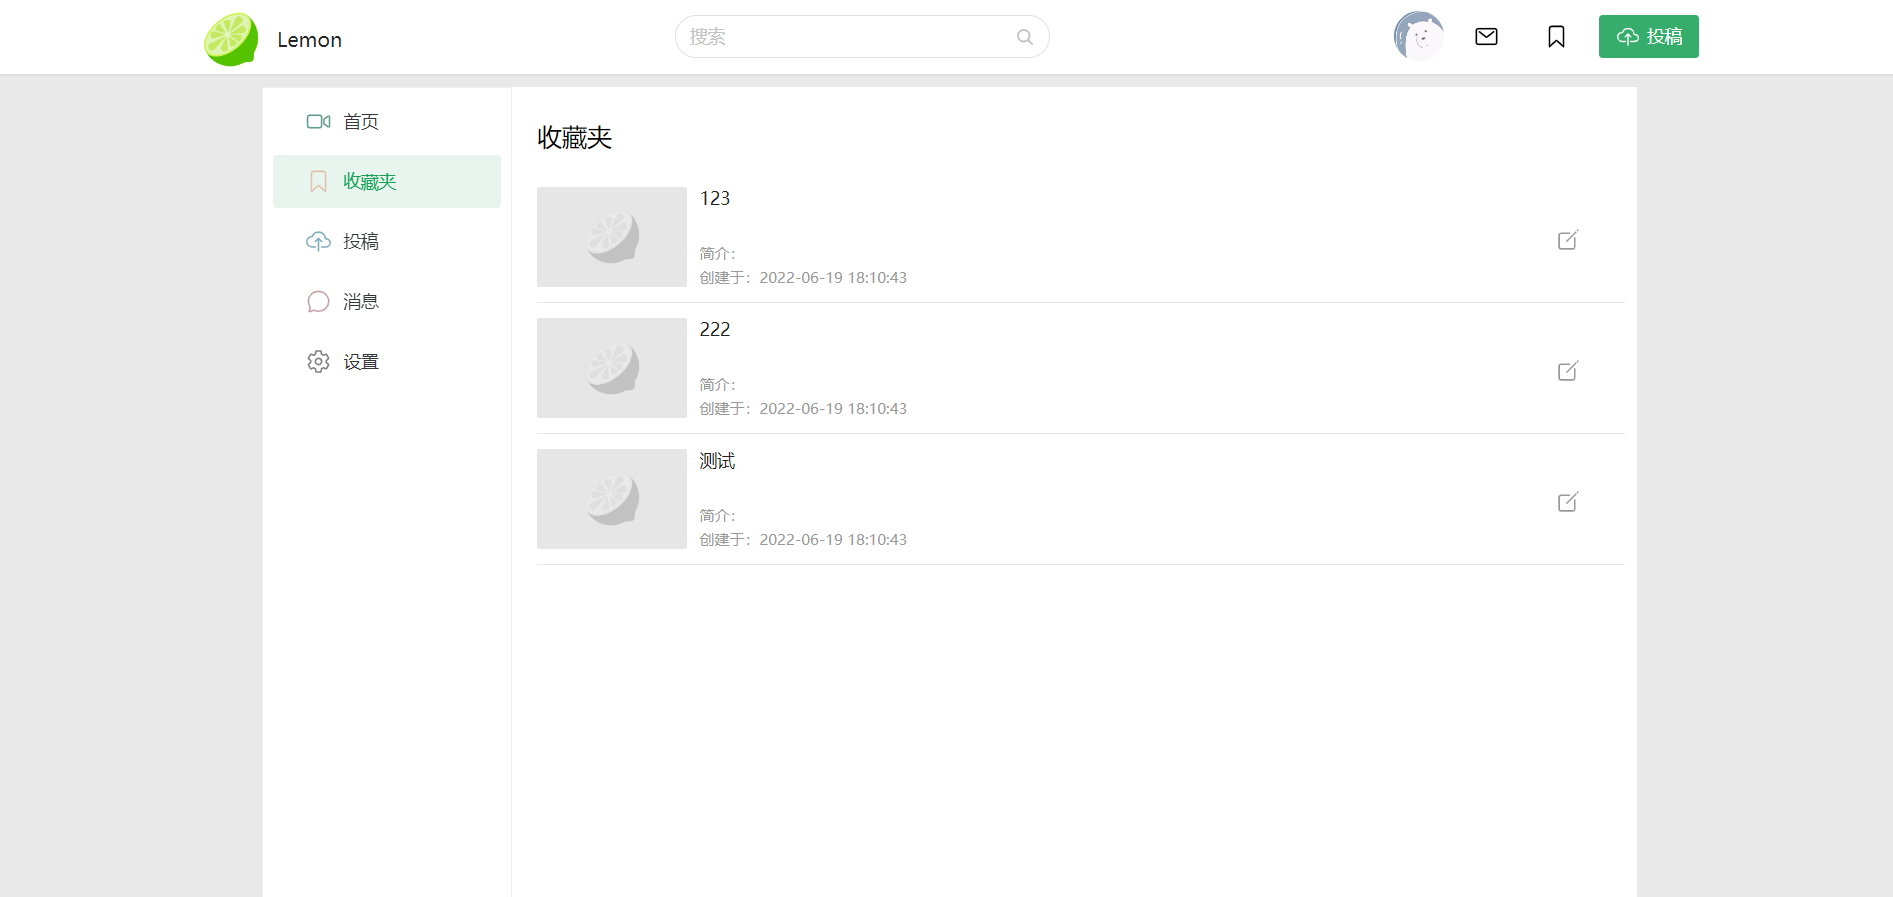 Lemon
搜索
投稿
首页
收藏夹
投稿
消息
设置
收藏夹
123
简介：
创建于：2022-06-19 18:10:43
222
简介：
创建于：2022-06-19 18:10:43
测试
简介：
创建于：2022-06-19 18:10:43